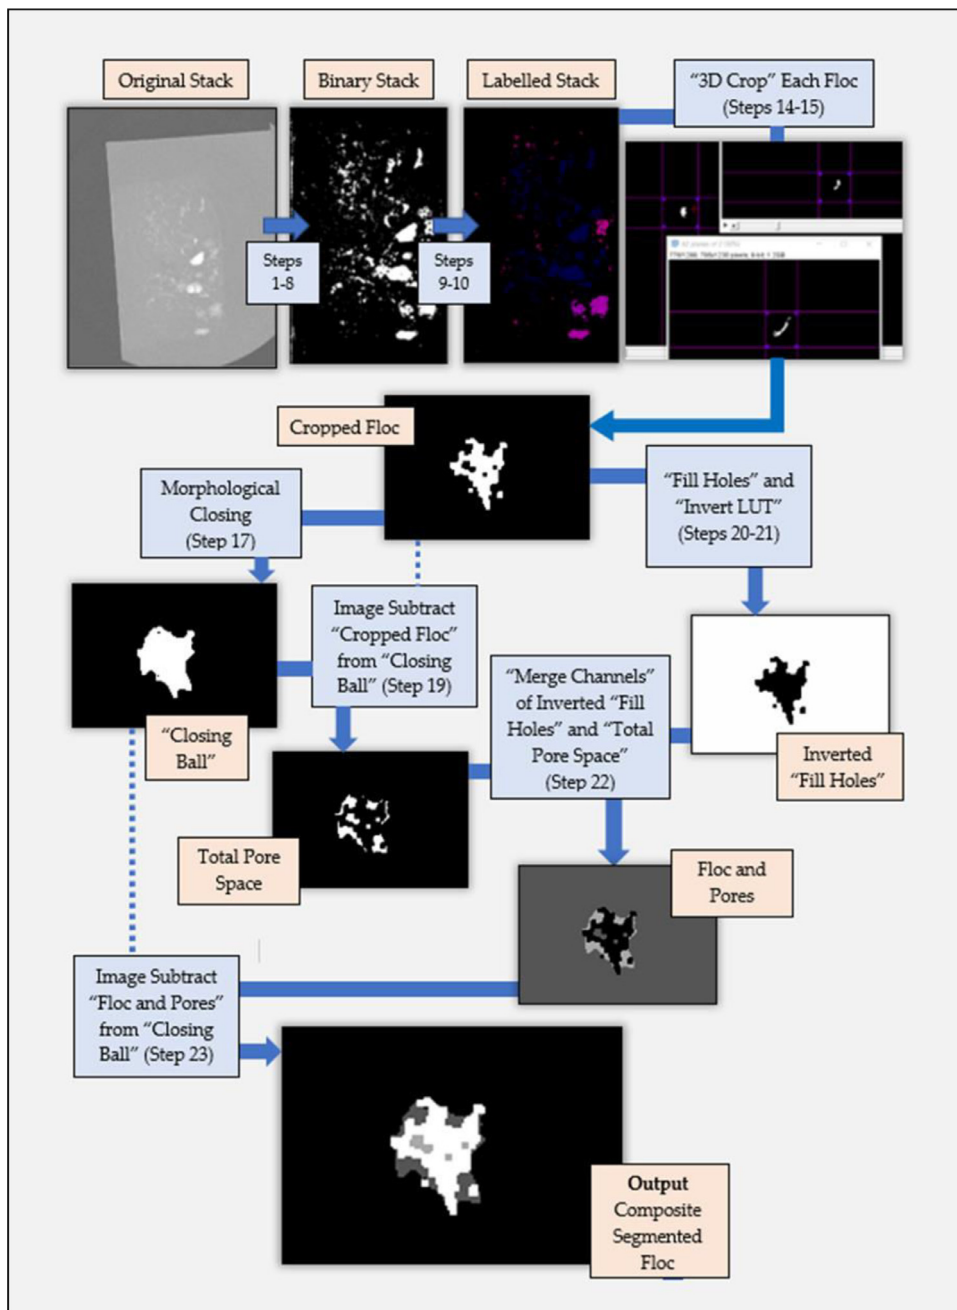 Original Stack
Binary Stack
Labelled Stack
“3D Crop” Each Floc
(Steps 14-15)
Steps
1-8
Steps
9-10
Cropped Floc
Morphological
Closing
(Step 17)
“Fill Holes” and
“Invert LUT”
(Steps 20-21)
Image Subtract
“Cropped Floc”
from “Closing
Ball” (Step 19)
“Merge Channels”
of Inverted “Fill
Holes” and “Total
Pore Space”
(Step 22)
“Closing
Ball”
Inverted
“Fill Holes”
Total Pore
Space
Floc and
Pores
Image Subtract
“Floc and Pores”
from “Closing
Ball” (Step 23)
Output
Composite
Segmented
Floc